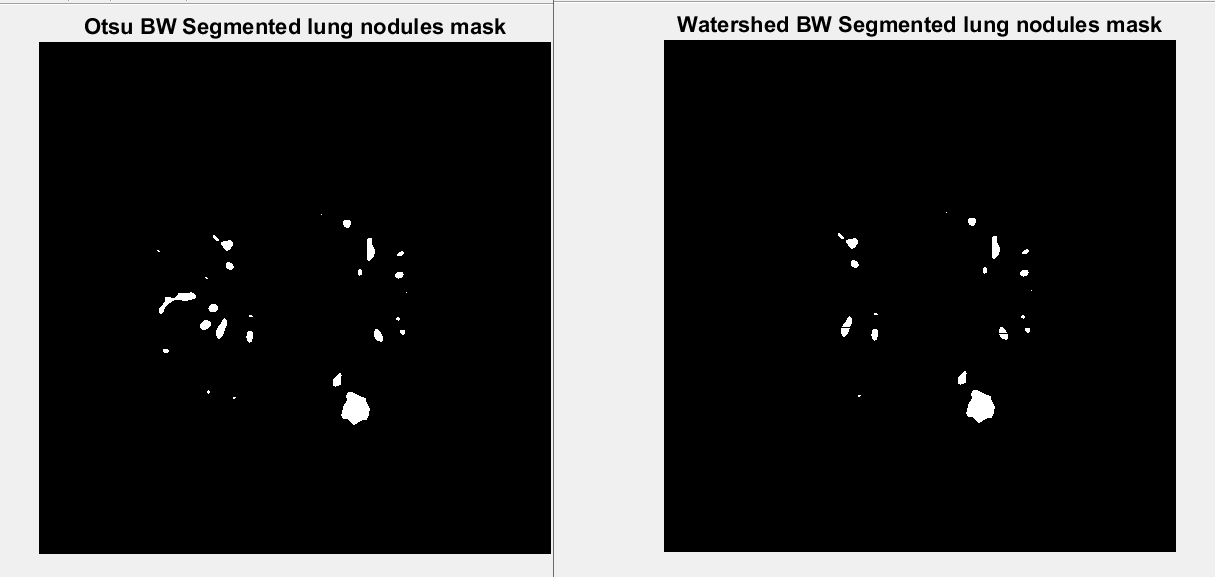 Otsu BW Segmented lung nodules mask
Watershed BW Segmented lung nodules mask